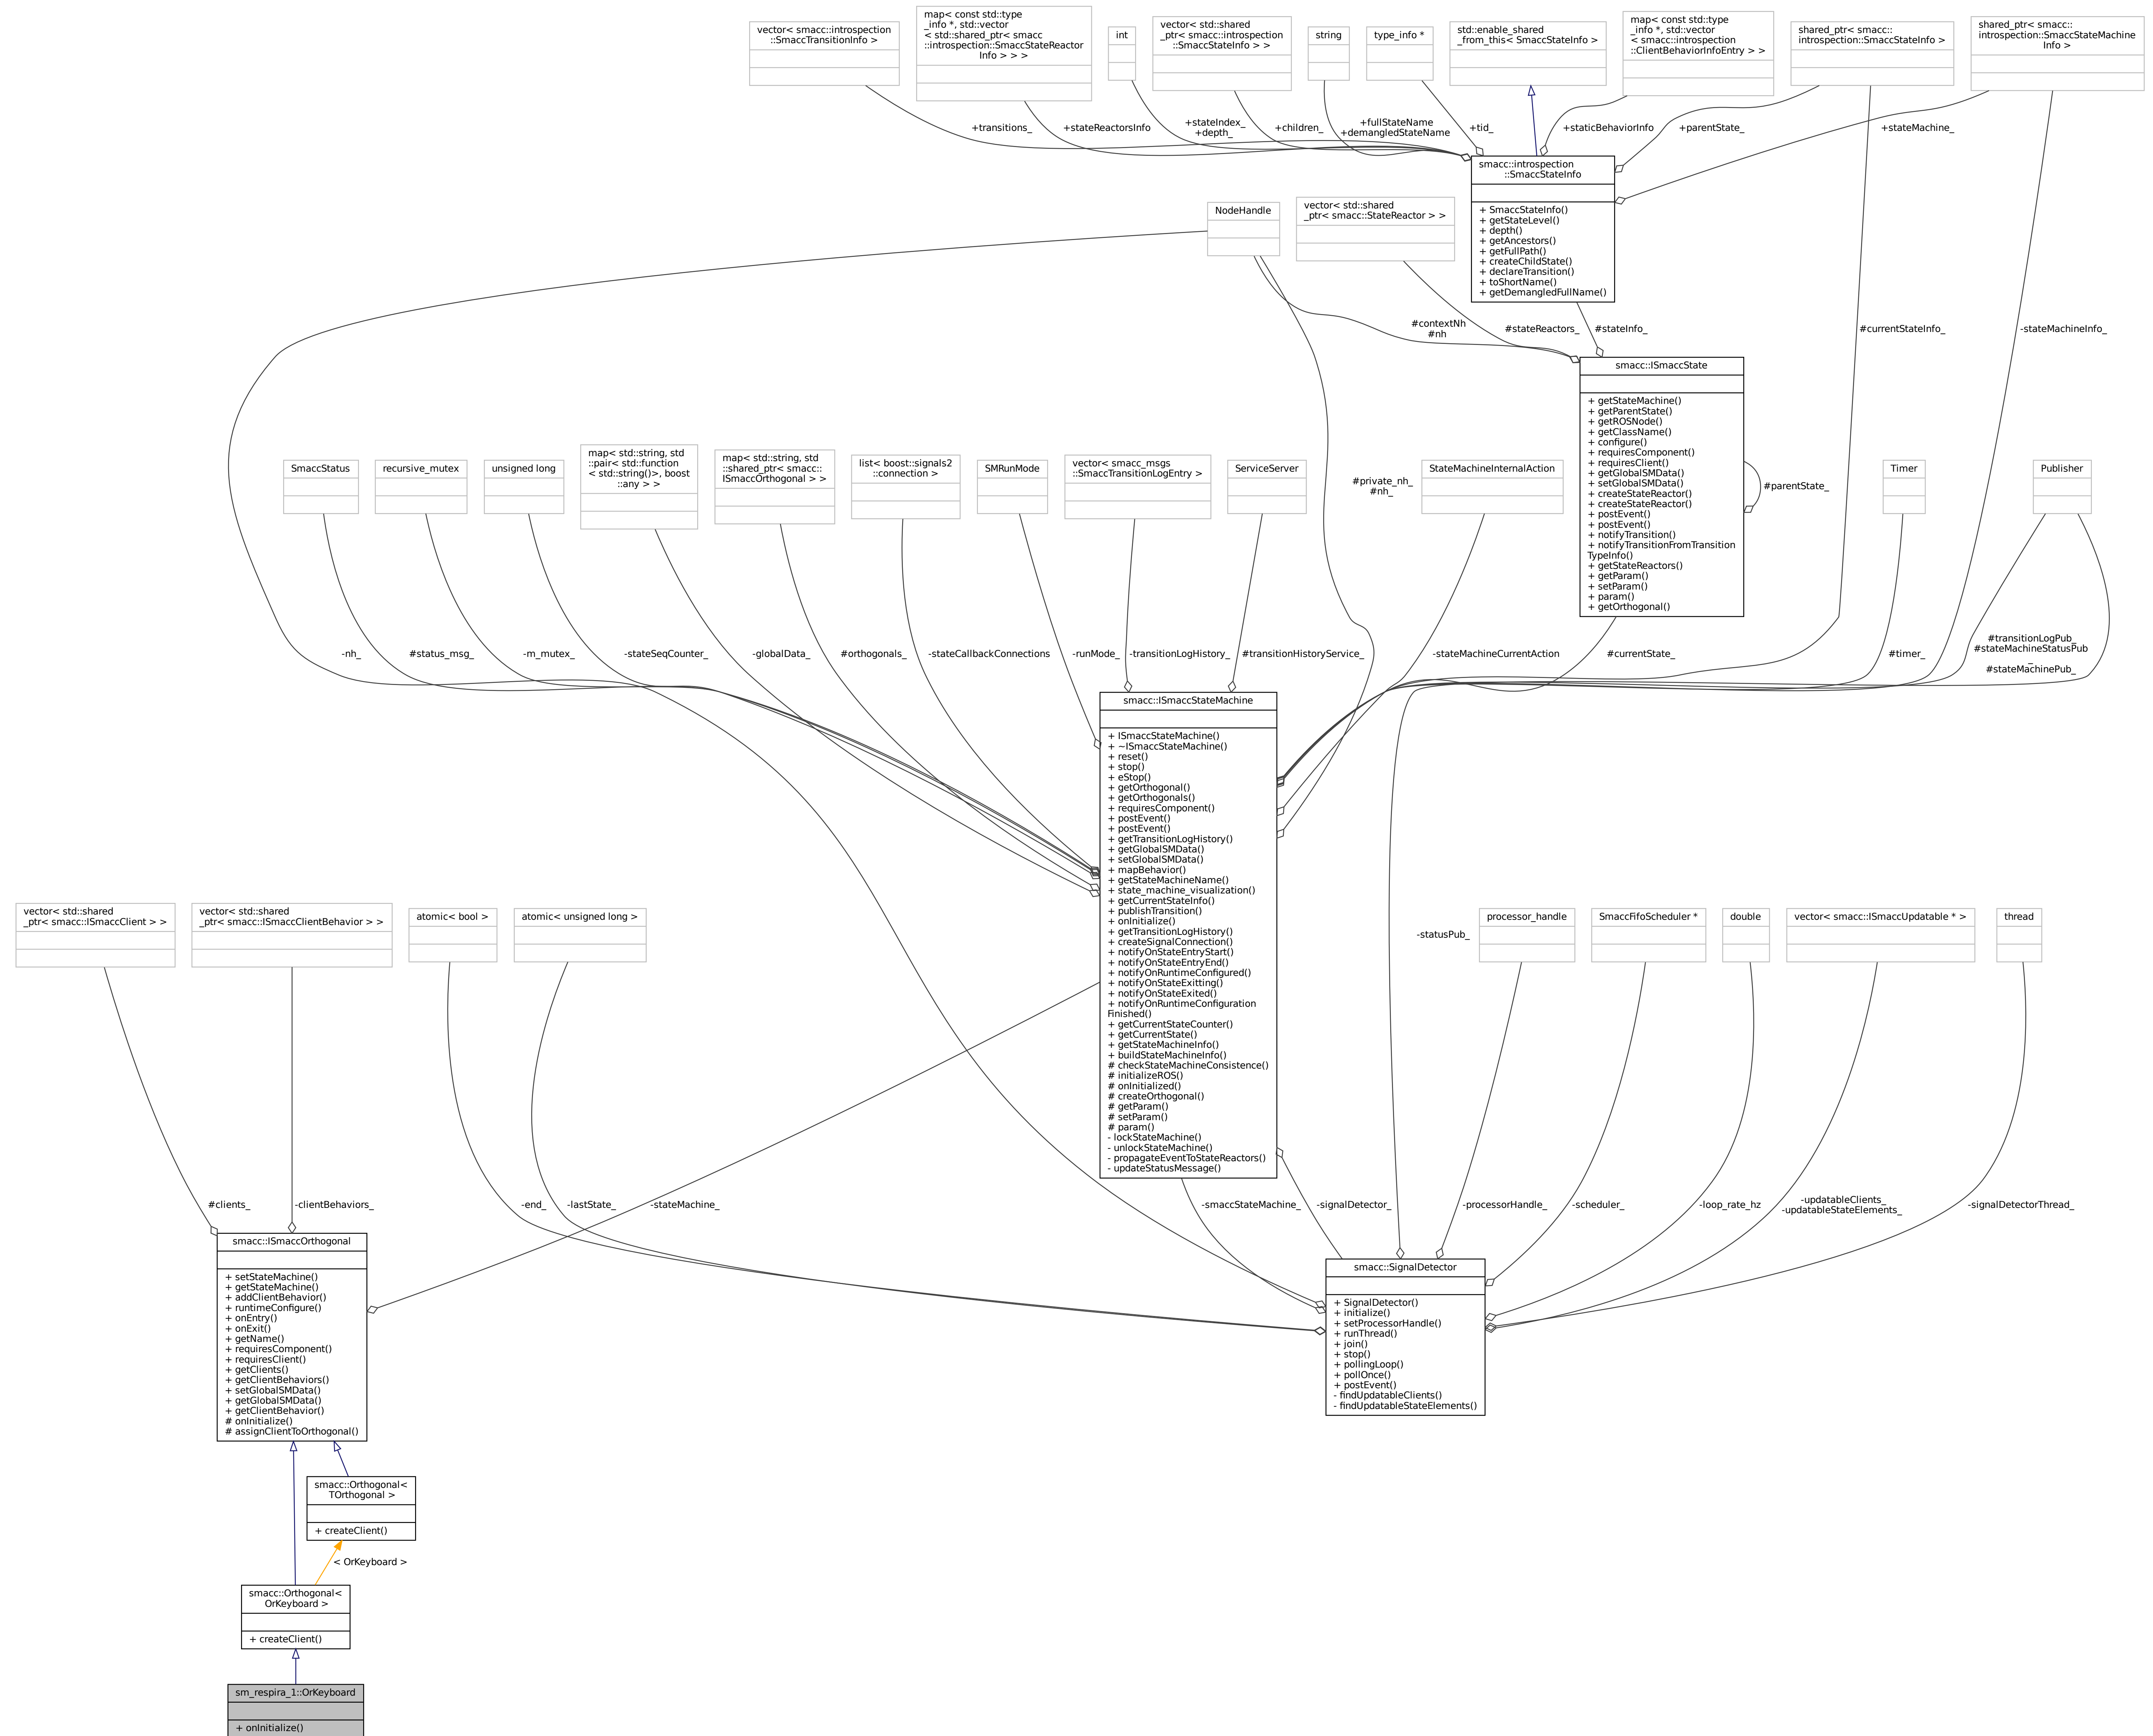 vector< smacc::introspection
::SmaccTransitionInfo >
map< const std::type
_info *, std::vector
< std::shared_ptr< smacc
::introspection::SmaccStateReactor
Info > > >
int
vector< std::shared
_ptr< smacc::introspection
::SmaccStateInfo > >
string
type_info *
std::enable_shared
_from_this< SmaccStateInfo >
map< const std::type
_info *, std::vector
< smacc::introspection
::ClientBehaviorInfoEntry > >
shared_ptr< smacc::
introspection::SmaccStateInfo >
shared_ptr< smacc::
introspection::SmaccStateMachine
Info >
+transitions_
+stateReactorsInfo
+stateIndex_
+depth_
+children_
+fullStateName
+demangledStateName
+tid_
+staticBehaviorInfo
+parentState_
+stateMachine_
smacc::introspection
::SmaccStateInfo
+ SmaccStateInfo()
+ getStateLevel()
+ depth()
+ getAncestors()
+ getFullPath()
+ createChildState()
+ declareTransition()
+ toShortName()
+ getDemangledFullName()
NodeHandle
vector< std::shared
_ptr< smacc::StateReactor > >
#contextNh
#nh
#stateReactors_
#stateInfo_
#currentStateInfo_
-stateMachineInfo_
smacc::ISmaccState
+ getStateMachine()
+ getParentState()
+ getROSNode()
+ getClassName()
+ configure()
+ requiresComponent()
+ requiresClient()
+ getGlobalSMData()
+ setGlobalSMData()
+ createStateReactor()
+ createStateReactor()
+ postEvent()
+ postEvent()
+ notifyTransition()
+ notifyTransitionFromTransition
TypeInfo()
+ getStateReactors()
+ getParam()
+ setParam()
+ param()
+ getOrthogonal()
#parentState_
SmaccStatus
recursive_mutex
unsigned long
map< std::string, std
::pair< std::function
< std::string()>, boost
::any > >
map< std::string, std
::shared_ptr< smacc::
ISmaccOrthogonal > >
list< boost::signals2
::connection >
SMRunMode
vector< smacc_msgs
::SmaccTransitionLogEntry >
ServiceServer
#private_nh_
#nh_
StateMachineInternalAction
Timer
Publisher
-nh_
#status_msg_
-m_mutex_
-stateSeqCounter_
-globalData_
#orthogonals_
-stateCallbackConnections
-runMode_
-transitionLogHistory_
#transitionHistoryService_
-stateMachineCurrentAction
#currentState_
#timer_
#transitionLogPub_
#stateMachineStatusPub
_
#stateMachinePub_
smacc::ISmaccStateMachine
+ ISmaccStateMachine()
+ ~ISmaccStateMachine()
+ reset()
+ stop()
+ eStop()
+ getOrthogonal()
+ getOrthogonals()
+ requiresComponent()
+ postEvent()
+ postEvent()
+ getTransitionLogHistory()
+ getGlobalSMData()
+ setGlobalSMData()
+ mapBehavior()
+ getStateMachineName()
+ state_machine_visualization()
+ getCurrentStateInfo()
+ publishTransition()
+ onInitialize()
+ getTransitionLogHistory()
+ createSignalConnection()
+ notifyOnStateEntryStart()
+ notifyOnStateEntryEnd()
+ notifyOnRuntimeConfigured()
+ notifyOnStateExitting()
+ notifyOnStateExited()
+ notifyOnRuntimeConfiguration
Finished()
+ getCurrentStateCounter()
+ getCurrentState()
+ getStateMachineInfo()
+ buildStateMachineInfo()
# checkStateMachineConsistence()
# initializeROS()
# onInitialized()
# createOrthogonal()
# getParam()
# setParam()
# param()
- lockStateMachine()
- unlockStateMachine()
- propagateEventToStateReactors()
- updateStatusMessage()
vector< std::shared
_ptr< smacc::ISmaccClient > >
vector< std::shared
_ptr< smacc::ISmaccClientBehavior > >
atomic< bool >
atomic< unsigned long >
-statusPub_
processor_handle
SmaccFifoScheduler *
double
vector< smacc::ISmaccUpdatable * >
thread
#clients_
-clientBehaviors_
-stateMachine_
-end_
-lastState_
-smaccStateMachine_
-signalDetector_
-processorHandle_
-scheduler_
-loop_rate_hz
-updatableClients_
-updatableStateElements_
-signalDetectorThread_
smacc::ISmaccOrthogonal
+ setStateMachine()
+ getStateMachine()
+ addClientBehavior()
+ runtimeConfigure()
+ onEntry()
+ onExit()
+ getName()
+ requiresComponent()
+ requiresClient()
+ getClients()
+ getClientBehaviors()
+ setGlobalSMData()
+ getGlobalSMData()
+ getClientBehavior()
# onInitialize()
# assignClientToOrthogonal()
smacc::SignalDetector
+ SignalDetector()
+ initialize()
+ setProcessorHandle()
+ runThread()
+ join()
+ stop()
+ pollingLoop()
+ pollOnce()
+ postEvent()
- findUpdatableClients()
- findUpdatableStateElements()
smacc::Orthogonal<
TOrthogonal >
+ createClient()
< OrKeyboard >
smacc::Orthogonal<
OrKeyboard >
+ createClient()
sm_respira_1::OrKeyboard
+ onInitialize()